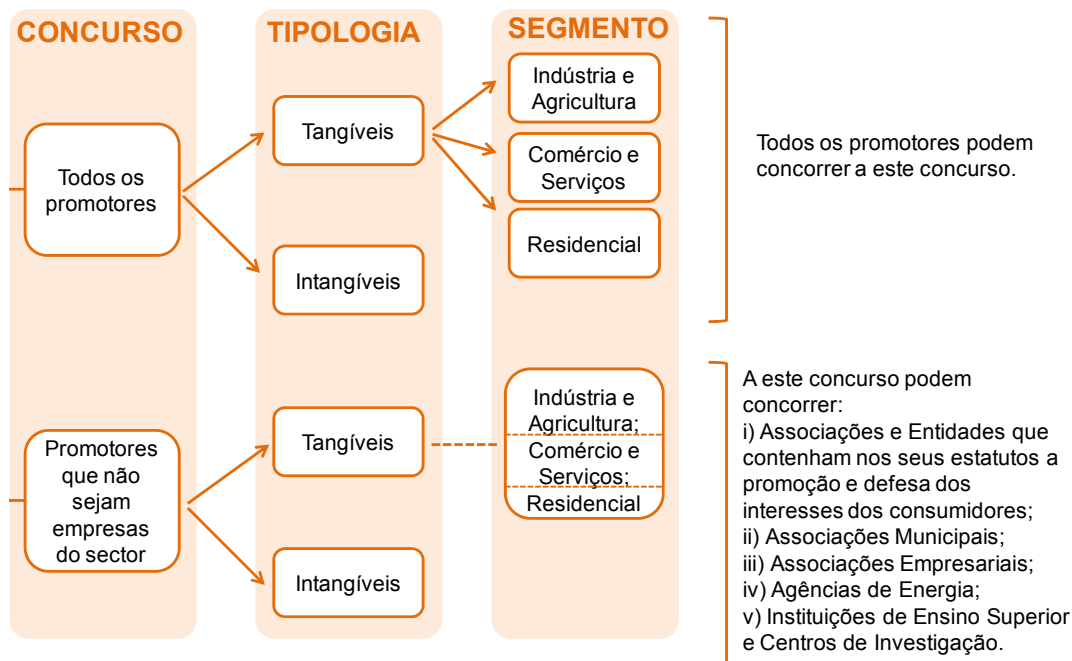 CONCURSO
TIPOLOGIA
SEGMENTO
Todos os
promotores
Tangíveis
Intangíveis
Indústria e
Agricultura
Comércio e
Serviços
Residencial
Todos os promotores podem
concorrer a este concurso.
Promotores
que não
sejam
empresas
do sector
Tangíveis
Intangíveis
Indústria e
Agricultura;
Comércio e
Serviços;
Residencial
A este concurso podem
concorrer:
i) Associações e Entidades que
contenham nos seus estatutos a
promoção e defesa dos
interesses dos consumidores;
ii) Associações Municipais;
iii) Associações Empresariais;
iv) Agências de Energia;
v) Instituições de Ensino Superior
e Centros de Investigação.